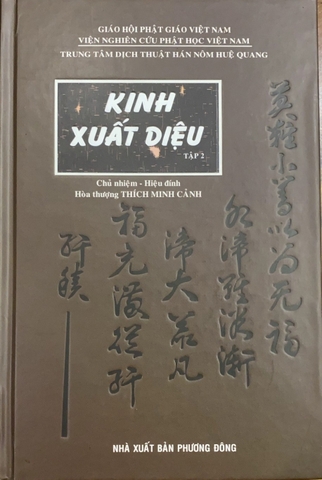 GIÁO HỘI PHẬT GIÁO VIỆT NAM
VIỆN NGHIÊN CỨU PHẬT HỌC VIỆT NAM
TRUNG TÂM DỊCH THUẬT HÁN NÔM HUỆ QUANG
KINH
XUẤT DIỆU
TẬP 2
Chủ nhiệm - Hiệu đính
Hòa thượng THÍCH MINH CẢNH
莫輕小善以為无福
水滴雖微漸
大器凡
福充滿從纖
纖積
NHÀ XUẤT BẢN PHƯƠNG ĐÔNG